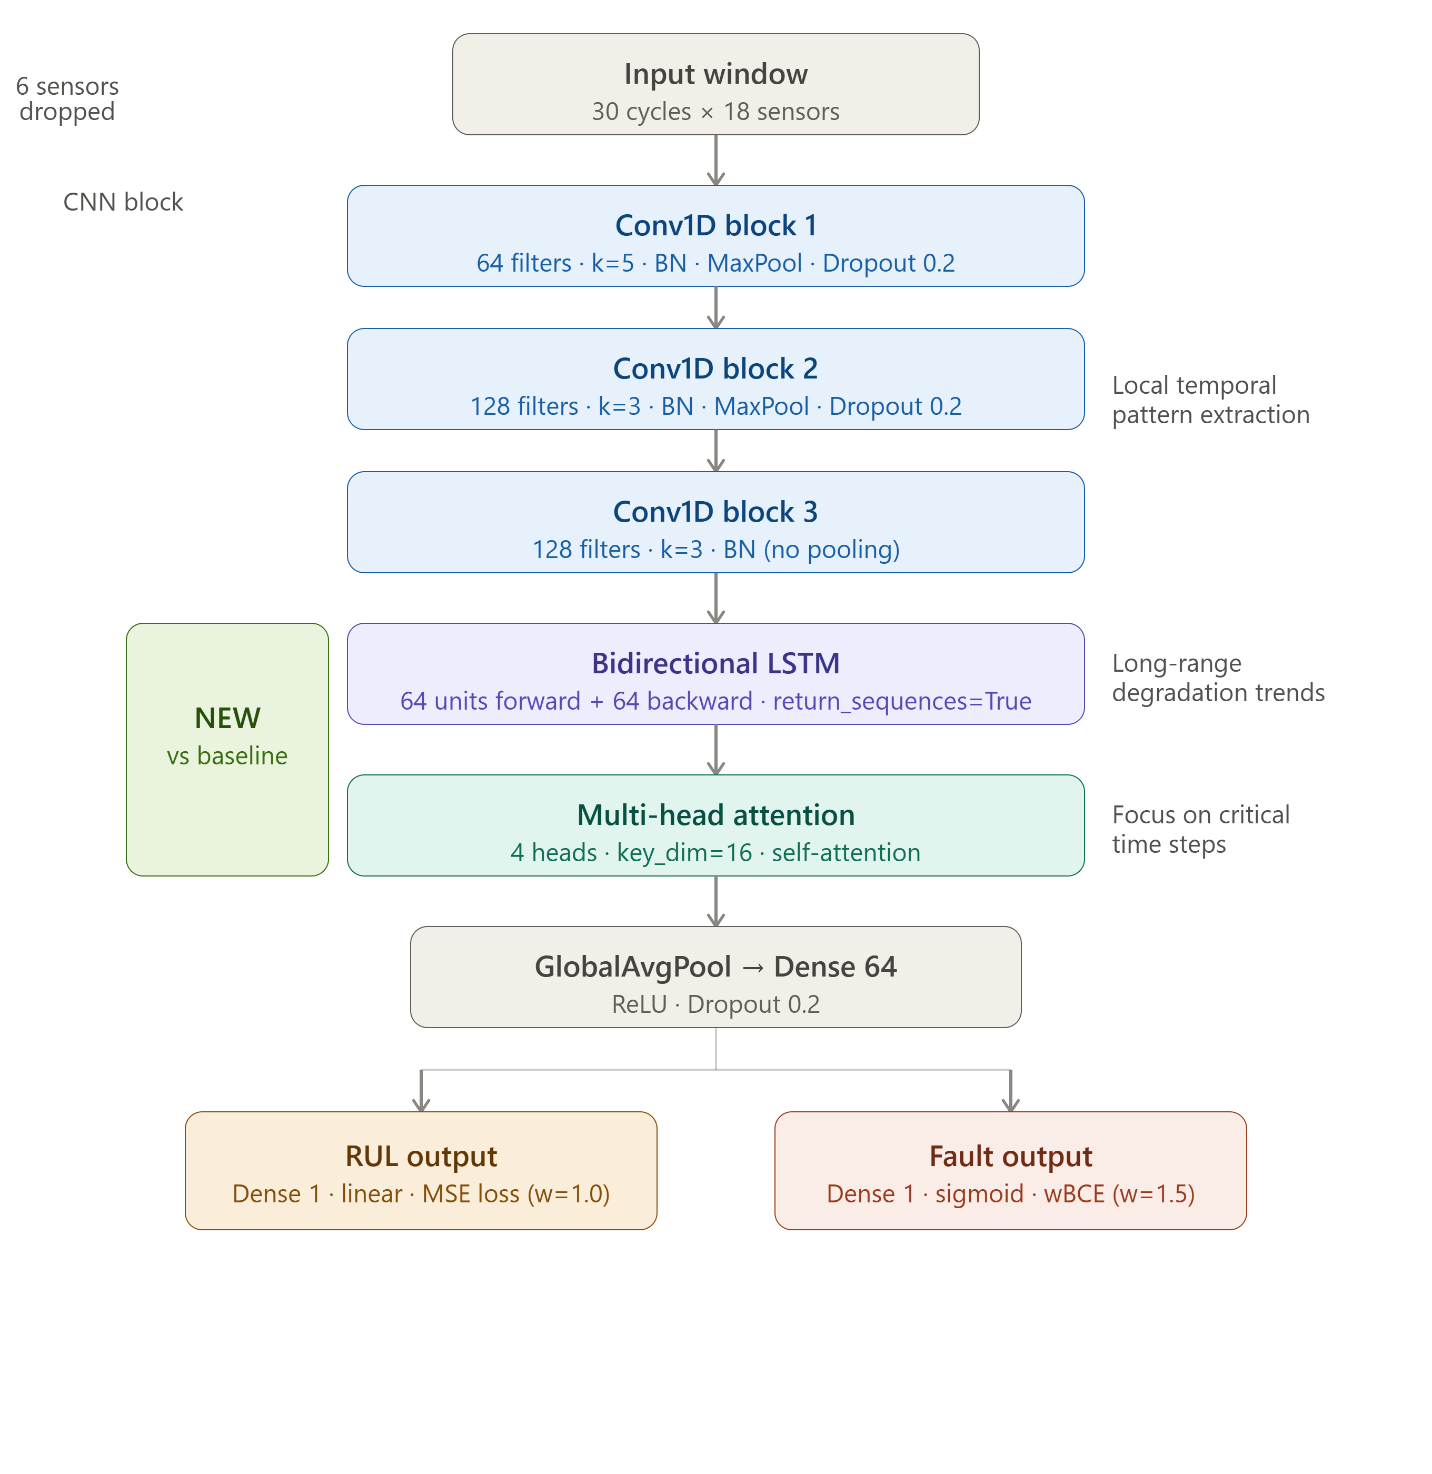 Input window
30 cycles × 18 sensors
6 sensors
dropped
CNN block
Conv1D block 1
64 filters · k=5 · BN · MaxPool · Dropout 0.2
Conv1D block 2
128 filters · k=3 · BN · MaxPool · Dropout 0.2
Local temporal
pattern extraction
Conv1D block 3
128 filters · k=3 · BN (no pooling)
NEW
vs baseline
Bidirectional LSTM
64 units forward + 64 backward · return_sequences=True
Long-range
degradation trends
Multi-head attention
4 heads · key_dim=16 · self-attention
Focus on critical
time steps
GlobalAvgPool → Dense 64
ReLU · Dropout 0.2
RUL output
Dense 1 · linear · MSE loss (w=1.0)
Fault output
Dense 1 · sigmoid · wBCE (w=1.5)